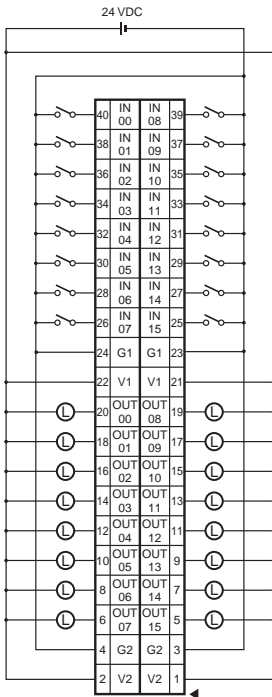 24 VDC
40 IN 00 IN 08 39
38 IN 01 IN 09 37
36 IN 02 IN 10 35
34 IN 03 IN 11 33
32 IN 04 IN 12 31
30 IN 05 IN 13 29
28 IN 06 IN 14 27
26 IN 07 IN 15 25
24 G1 G1 23
22 V1 V1 21
L 20 OUT 00 OUT 08 19 L
L 18 OUT 01 OUT 09 17 L
L 16 OUT 02 OUT 10 15 L
L 14 OUT 03 OUT 11 13 L
L 12 OUT 04 OUT 12 11 L
L 10 OUT 05 OUT 13 9 L
L 8 OUT 06 OUT 14 7 L
L 6 OUT 07 OUT 15 5 L
4 G2 G2 3
2 V2 V2 1